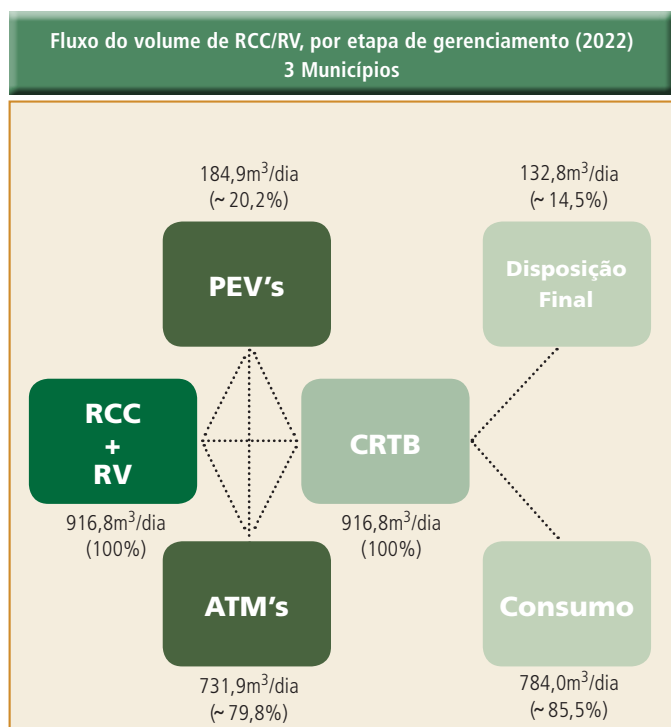 Fluxo do volume de RCC/RV, por etapa de gerenciamento (2022)
3 Municípios
184,9m³/dia
(~ 20,2%)
PEV's
132,8m³/dia
(~ 14,5%)
Disposição
Final
RCC
+
RV
916,8m³/dia
(100%)
CRTB
916,8m³/dia
(100%)
ATM's
731,9m³/dia
(~ 79,8%)
Consumo
784,0m³/dia
(~ 85,5%)